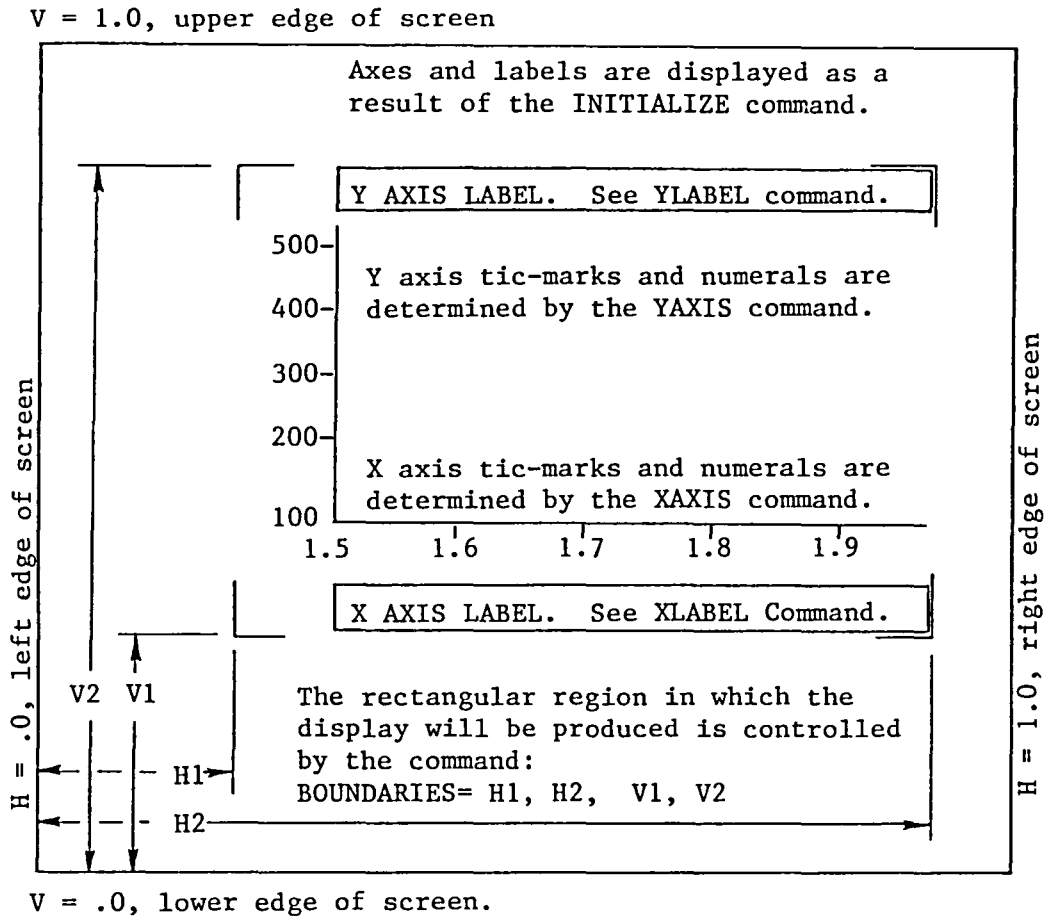 V = 1.0, upper edge of screen
Axes and labels are displayed as a
result of the INITIALIZE command.
Y AXIS LABEL. See YLABEL command.
500
Y axis tic-marks and numerals are
400
determined by the YAXIS command.
300
200
X axis tic-marks and numerals are
determined by the XAXIS command.
100
1.5 1.6 1.7 1.8 1.9
X AXIS LABEL. See XLABEL Command.
H = .0, left edge of screen
H = 1.0, right edge of screen
V2 V1
The rectangular region in which the
display will be produced is controlled
by the command:
H1
BOUNDARIES= H1, H2, V1, V2
H2
V = .0, lower edge of screen.